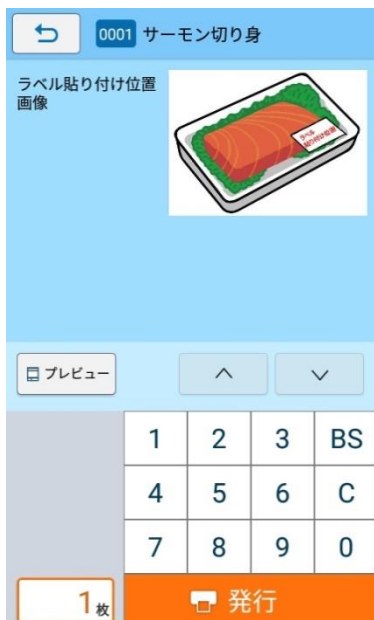 0001 サーモン切り身
ラベル貼り付け位置
画像
ラベル
貼り付け位置
プレビュー
1 2 3 BS
4 5 6 C
7 8 9 0
1枚 発行